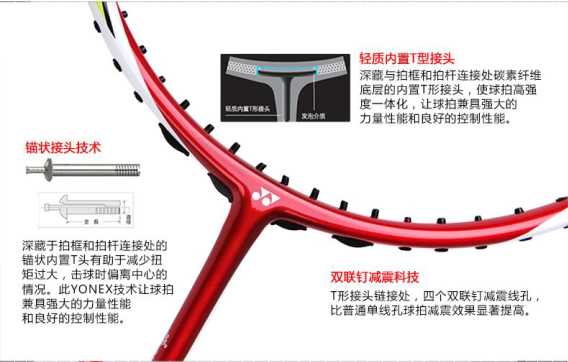 轻质内置T型接头
深藏与拍框和拍杆连接处碳素纤维
底层的内置T形接头，使球拍高强
度一体化，让球拍兼具强大的
力量性能和良好的控制性能。
轻质内置T形接头
发泡介质
锚状接头技术
深藏于拍框和拍杆连接处的
锚状内置T头有助于减少扭
矩过大，击球时偏离中心的
情况。此YONEX技术让球拍
兼具强大的力量性能
和良好的控制性能。
双联钉减震科技
T形接头链接处，四个双联钉减震线孔，
比普通单线孔球拍减震效果显著提高。